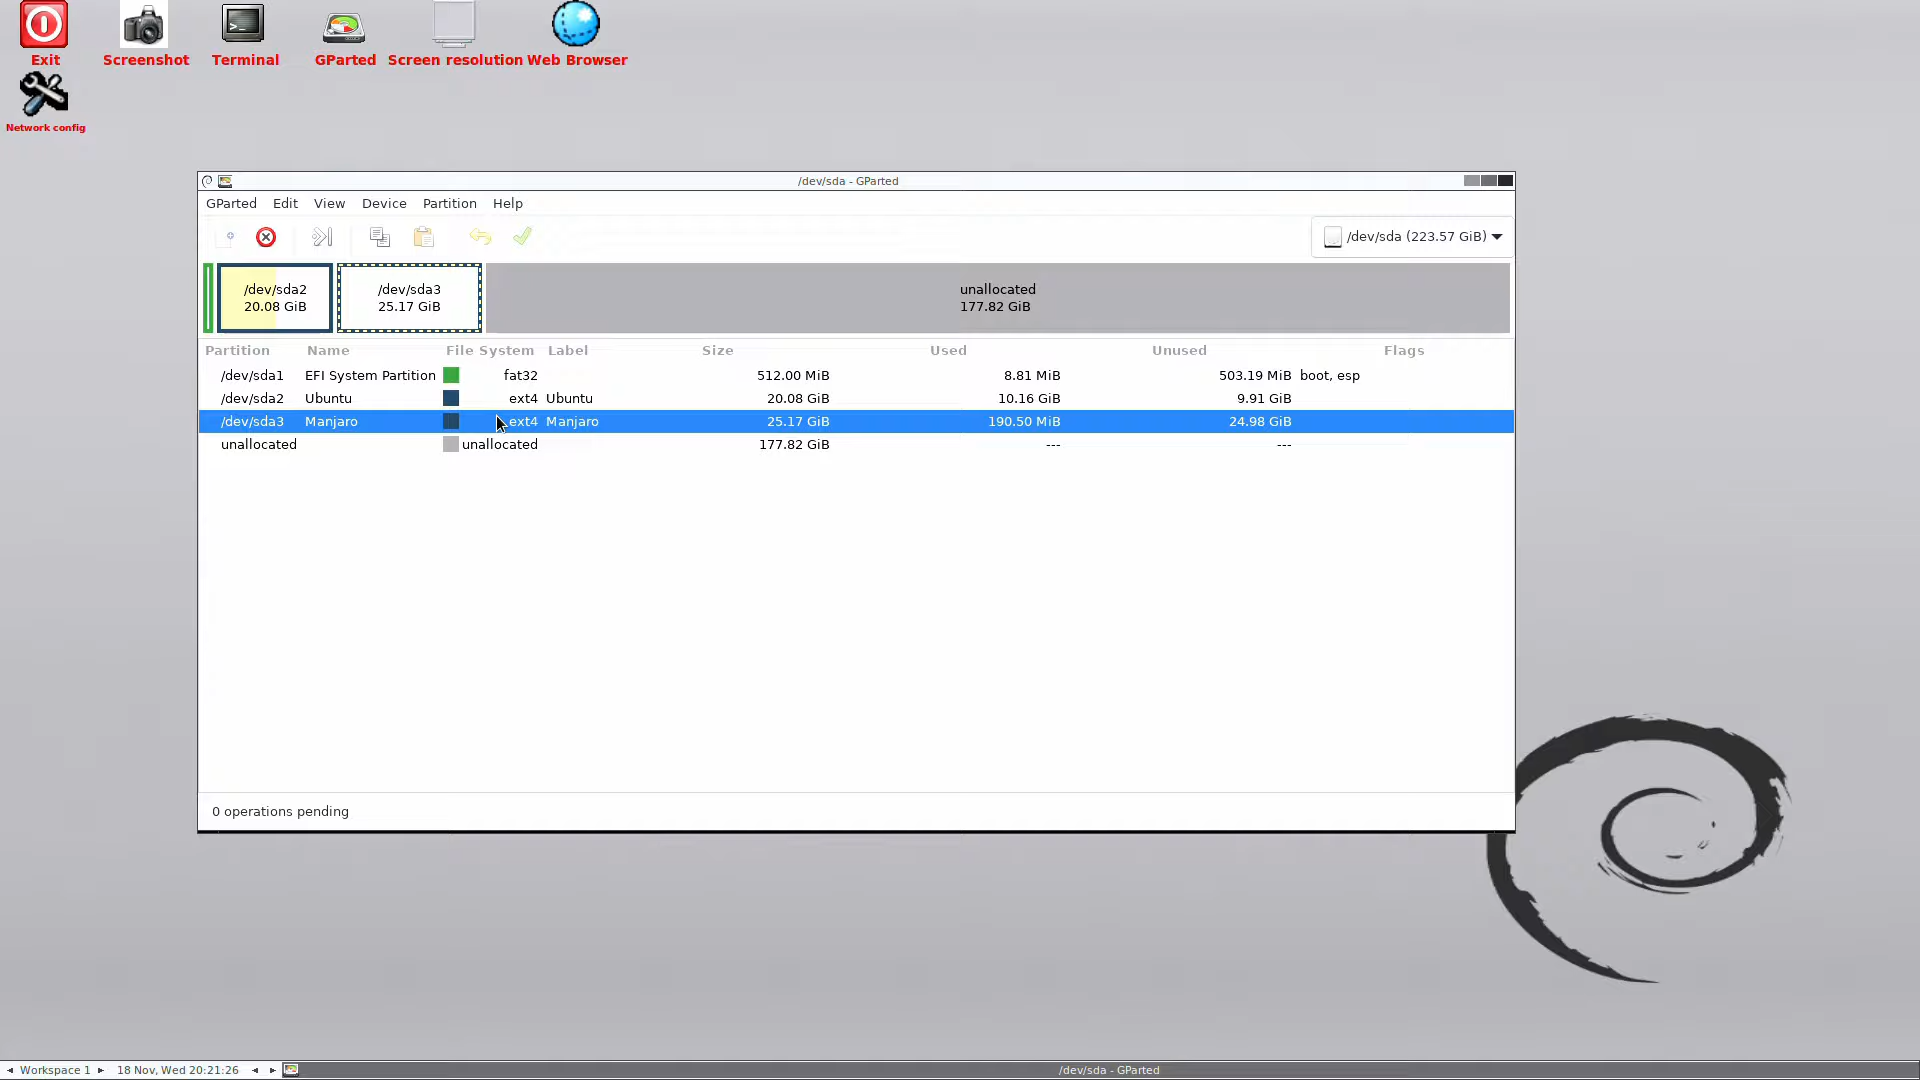 Exit Screenshot Terminal GParted Screen resolution Web Browser
Network config
/dev/sda - GParted
GParted Edit View Device Partition Help
/dev/sda (223.57 GiB)
/dev/sda2 /dev/sda3 unallocated
20.08 GiB 25.17 GiB 177.82 GiB
Partition Name File System Label Size Used Unused Flags
/dev/sda1 EFI System Partition fat32 512.00 MiB 8.81 MiB 503.19 MiB boot, esp
/dev/sda2 Ubuntu ext4 Ubuntu 20.08 GiB 10.16 GiB 9.91 GiB
/dev/sda3 Manjaro ext4 Manjaro 25.17 GiB 190.50 MiB 24.98 GiB
unallocated unallocated 177.82 GiB --- ---
0 operations pending
Workspace 1 18 Nov, Wed 20:21:26 /dev/sda - GParted